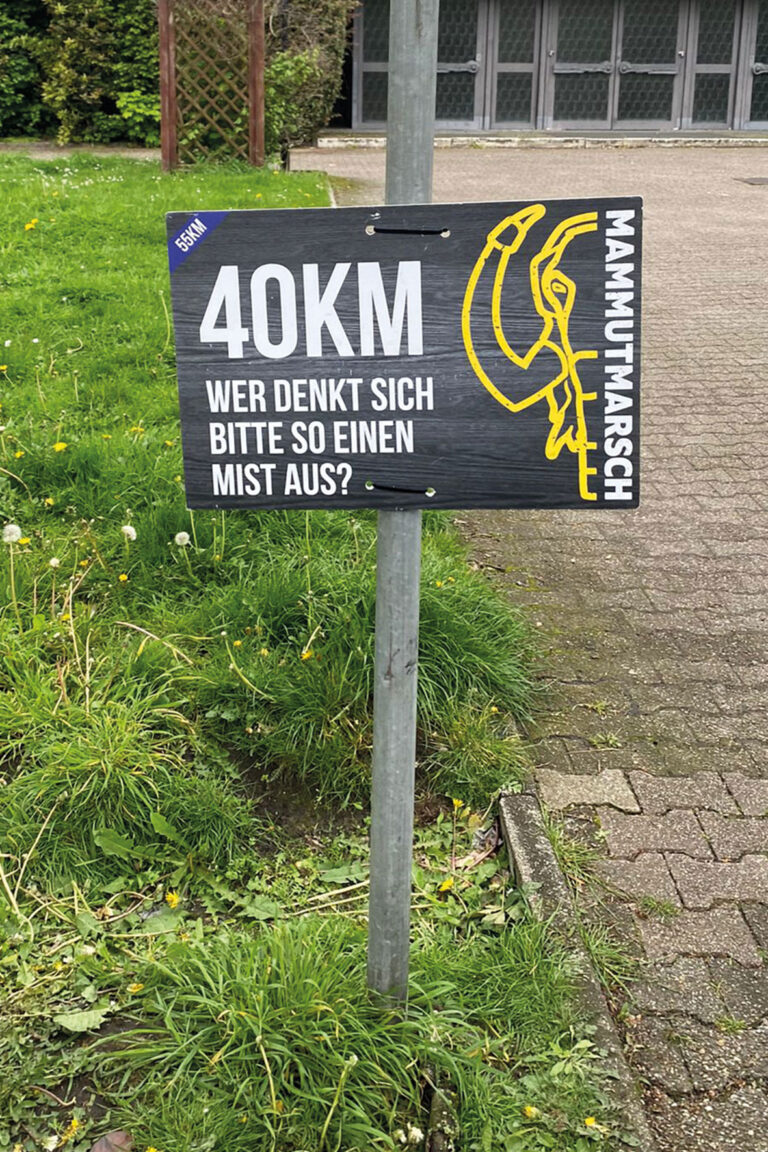 55KM
40KM
WER DENKT SICH
BITTE SO EINEN
MIST AUS?
MAMMUTMARSCH